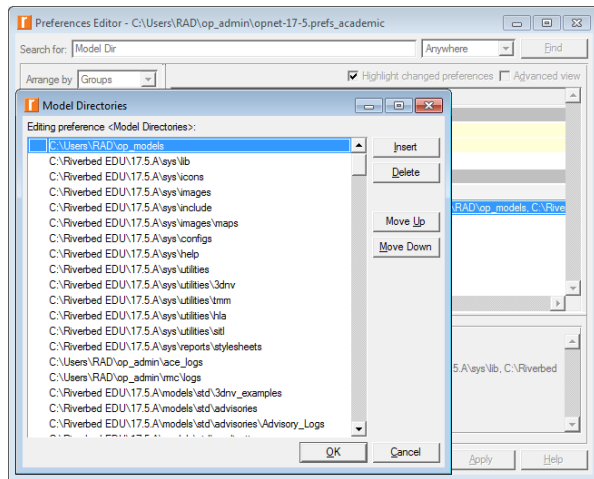 Preferences Editor - C:\Users\RAD\op_admin\opnet-17-5.prefs_academic
Search for: Model Dir Anywhere Find
Arrange by Groups Highlight changed preferences Advanced view
Model Directories
Editing preference <Model Directories>:
C:\Users\RAD\op_models
C:\Riverbed EDU\17.5.A\sys\lib
C:\Riverbed EDU\17.5.A\sys\icons
C:\Riverbed EDU\17.5.A\sys\images
C:\Riverbed EDU\17.5.A\sys\include
C:\Riverbed EDU\17.5.A\sys\images\maps
C:\Riverbed EDU\17.5.A\sys\configs
C:\Riverbed EDU\17.5.A\sys\help
C:\Riverbed EDU\17.5.A\sys\utilities
C:\Riverbed EDU\17.5.A\sys\utilities\3dnv
C:\Riverbed EDU\17.5.A\sys\utilities\tmm
C:\Riverbed EDU\17.5.A\sys\utilities\hla
C:\Riverbed EDU\17.5.A\sys\utilities\sitl
C:\Riverbed EDU\17.5.A\sys\reports\stylesheets
C:\Users\RAD\op_admin\ace_logs
C:\Users\RAD\op_admin\mc\logs
C:\Riverbed EDU\17.5.A\models\std\3dnv_examples
C:\Riverbed EDU\17.5.A\models\std\advisories
C:\Riverbed EDU\17.5.A\models\std\advisories\Advisory_Logs
Insert
Delete
Move Up
Move Down
OK Cancel
\RAD\op_models, C:\Rive
5.A\sys\lib, C:\Riverbed
Apply Help